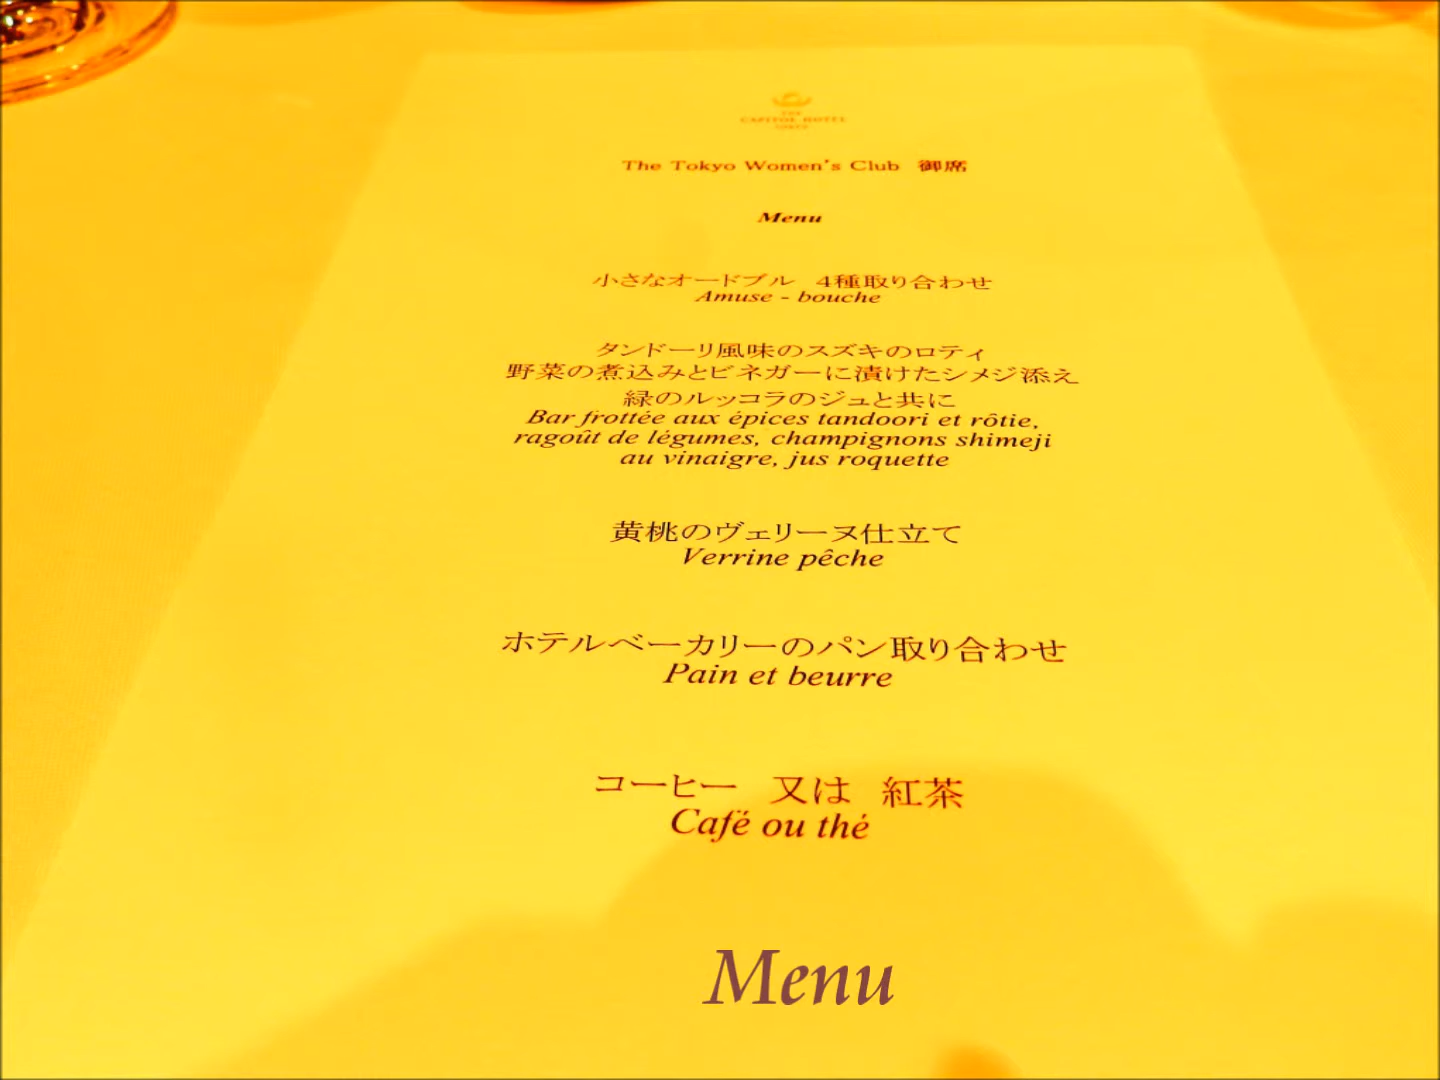 THE
CAPITOL HOTEL
TOKYU
The Tokyo Women's Club 御席
Menu
小さなオードブル 4種取り合わせ
Amuse - bouche
タンドーリ風味のスズキのロティ
野菜の煮込みとビネガーに漬けたシメジ添え
緑のルッコラのジュと共に
Bar frottée aux épices tandoori et rôtie,
ragoût de légumes, champignons shimeji
au vinaigre, jus roquette
黄桃のヴェリーヌ仕立て
Verrine pêche
ホテルベーカリーのパン取り合わせ
Pain et beurre
コーヒー 又は 紅茶
Cafë ou thé
Menu